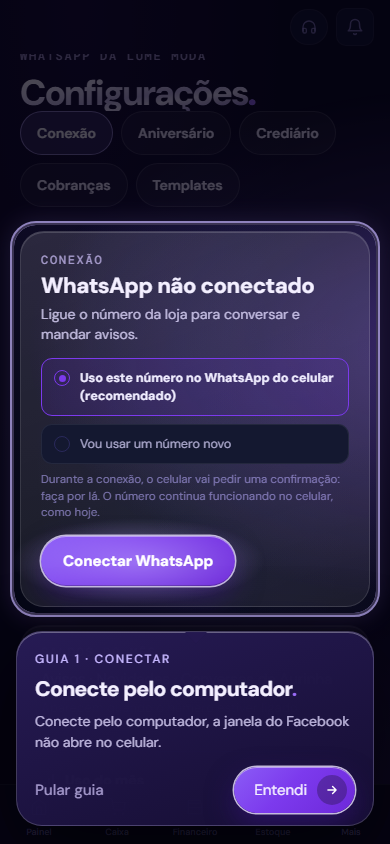 WHATSAPP DA LUME MODA
Configurações.
Conexão
Aniversário
Crediário
Cobranças
Templates
CONEXÃO
WhatsApp não conectado
Ligue o número da loja para conversar e
mandar avisos.
Uso este número no WhatsApp do celular
(recomendado)
Vou usar um número novo
Durante a conexão, o celular vai pedir uma confirmação:
faça por lá. O número continua funcionando no celular,
como hoje.
Conectar WhatsApp
GUIA 1 · CONECTAR
Conecte pelo computador.
Conecte pelo computador, a janela do Facebook
não abre no celular.
Pular guia
Entendi
Painel
Caixa
Financeiro
Estoque
Mais